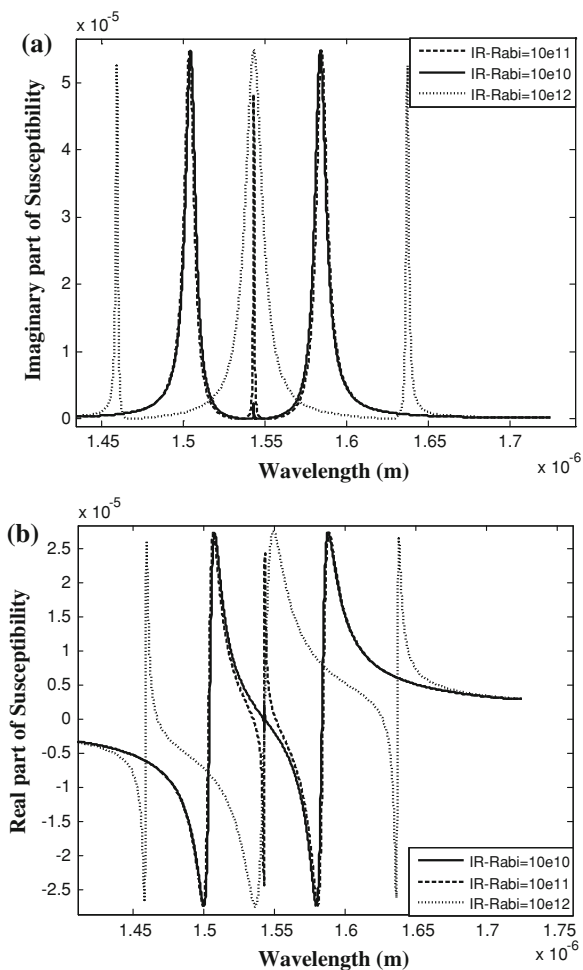 (a)
x 10⁻⁵
IR-Rabi=10e11
IR-Rabi=10e10
IR-Rabi=10e12
Imaginary part of Susceptibility
5
4
3
2
1
0
1.45
1.5
1.55
1.6
1.65
1.7
Wavelength (m)
x 10⁻⁶
(b)
x 10⁻⁵
Real part of Susceptibility
2.5
2
1.5
1
0.5
0
-0.5
-1
-1.5
-2
-2.5
IR-Rabi=10e10
IR-Rabi=10e11
IR-Rabi=10e12
1.45
1.5
1.55
1.6
1.65
1.7
1.75
Wavelength (m)
x 10⁻⁶